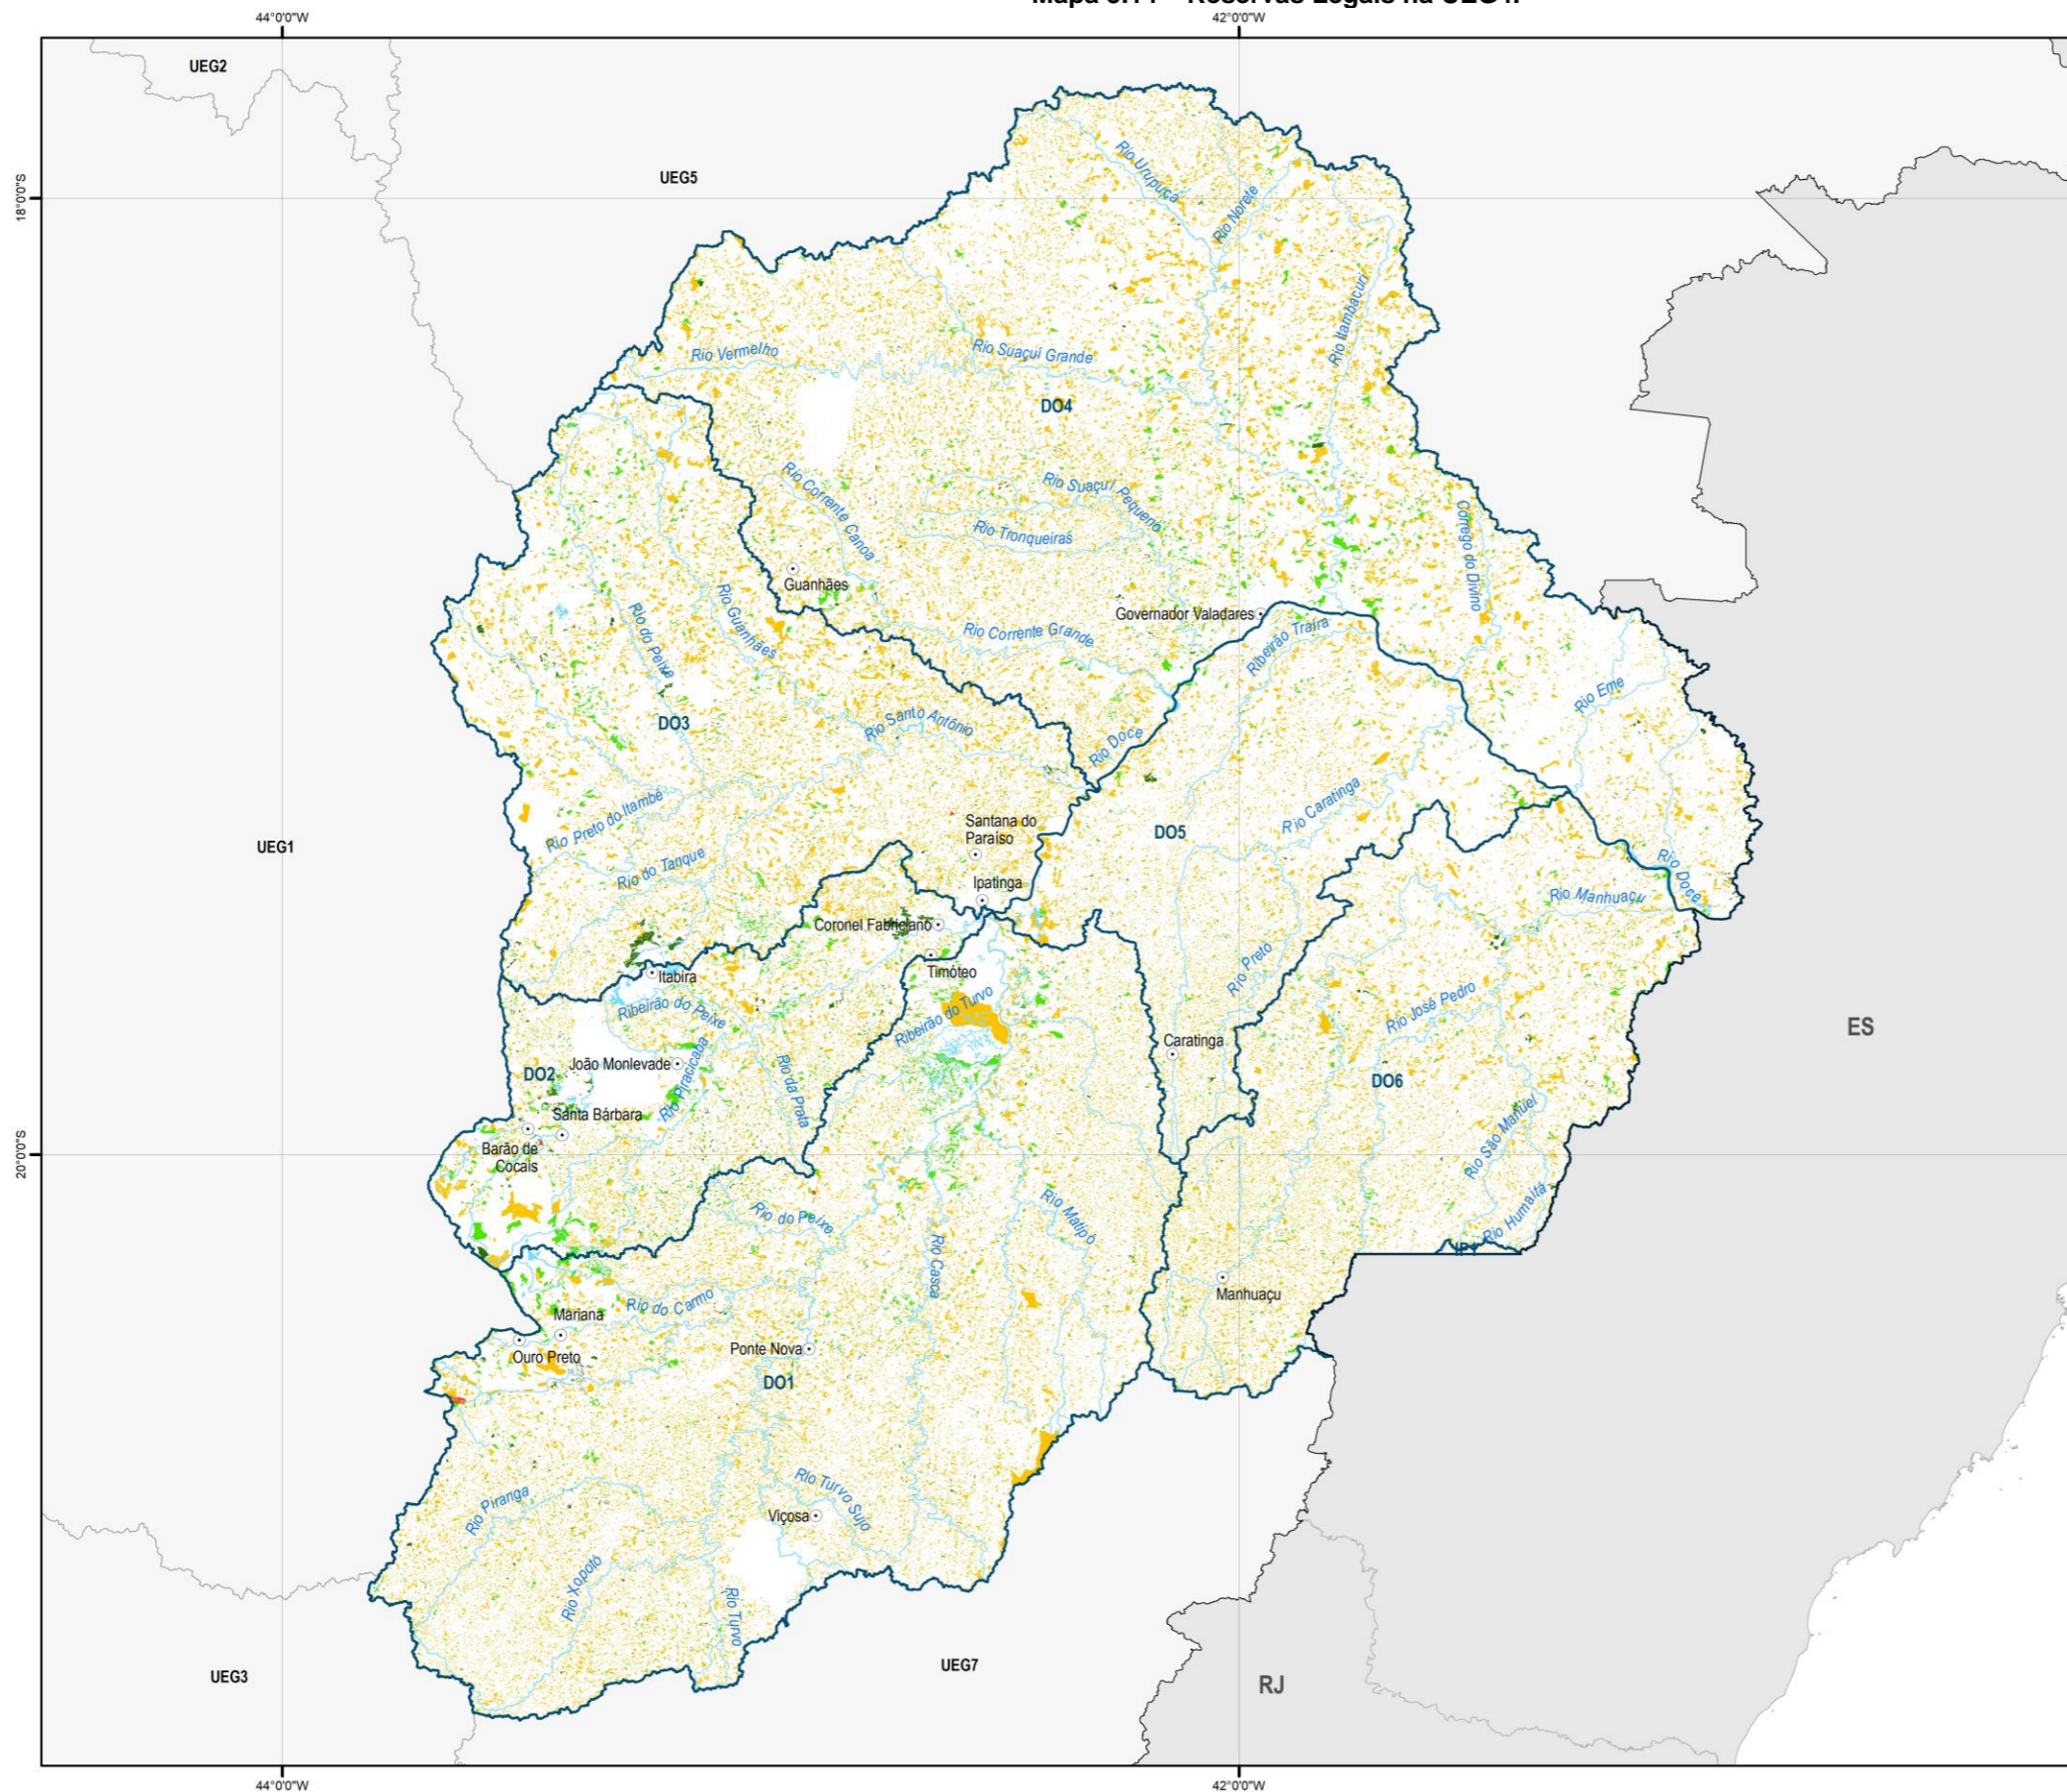 44°0'0"W
42°0'0"W
UEG2
UEG5
18°0'0"S
Rio Urupuca
Rio Norete
Rio Itambacuri
Rio Vermelho
Rio Suaçuí Grande
DO4
Rio Corrente Canoa
Rio Suaçuí Pequeno
Rio Tronqueiras
Córrego do Divino
Guanhães
Rio Guanhães
Rio do Peixe
Governador Valadares
Rio Corrente Grande
Ribeirão Traíra
Rio Eme
DO3
Rio Santo Antônio
Rio Doce
Rio Preto do Itambé
Rio Caratinga
Santana do
Paraíso
DO5
UEG1
Rio do Tanque
Ipatinga
Rio Doce
Rio Manhuaçu
Coronel Fabriciano
Timóteo
Itabira
Rio Preto
Ribeirão do Peixe
Ribeirão do Turvo
Rio José Pedro
ES
Caratinga
João Monlevade
DO2
Rio Piracicaba
Rio da Prata
DO6
Santa Bárbara
Rio São Manuel
Barão de
Cocais
20°0'0"S
Rio do Peixe
Rio Matipó
Rio Humaitá
Rio Casca
Manhuaçu
Rio do Carmo
Mariana
Ouro Preto
Ponte Nova
DO1
Rio Piranga
Rio Turvo Sujo
Viçosa
Rio Xopotó
Rio Turvo
UEG3
UEG7
RJ
44°0'0"W
42°0'0"W